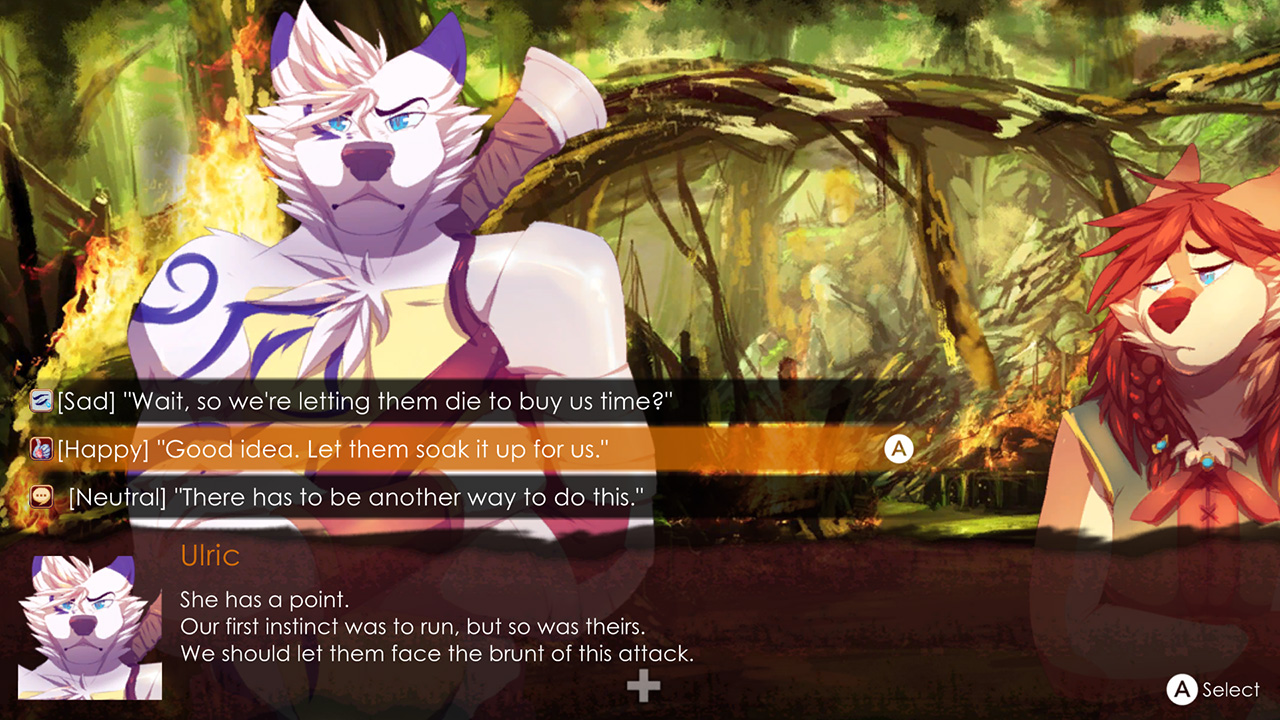 [Sad] "Wait, so we're letting them die to buy us time?"
[Happy] "Good idea. Let them soak it up for us."
A
[Neutral] "There has to be another way to do this."
Ulric
She has a point.
Our first instinct was to run, but so was theirs.
We should let them face the brunt of this attack.
A Select